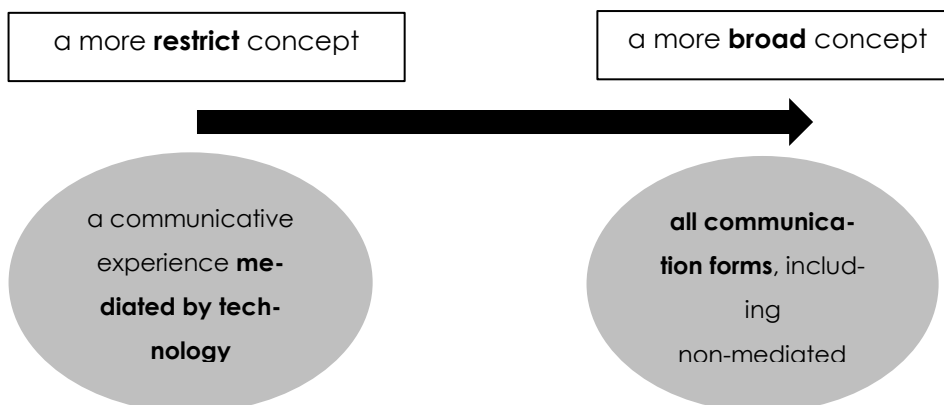 a more restrict concept
a more broad concept
a communicative
experience me-
diated by tech-
nology
all communica-
tion forms, includ-
ing
non-mediated